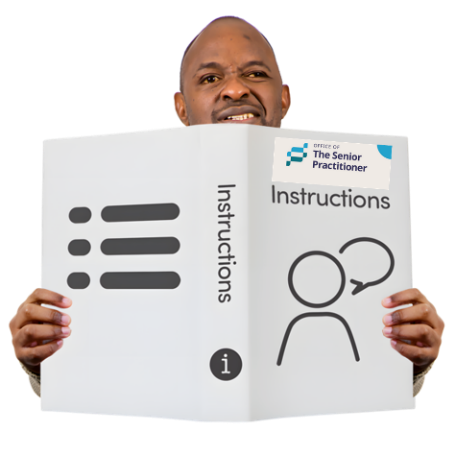 OFFICE OF
The Senior
Practitioner
Instructions
Instructions
i